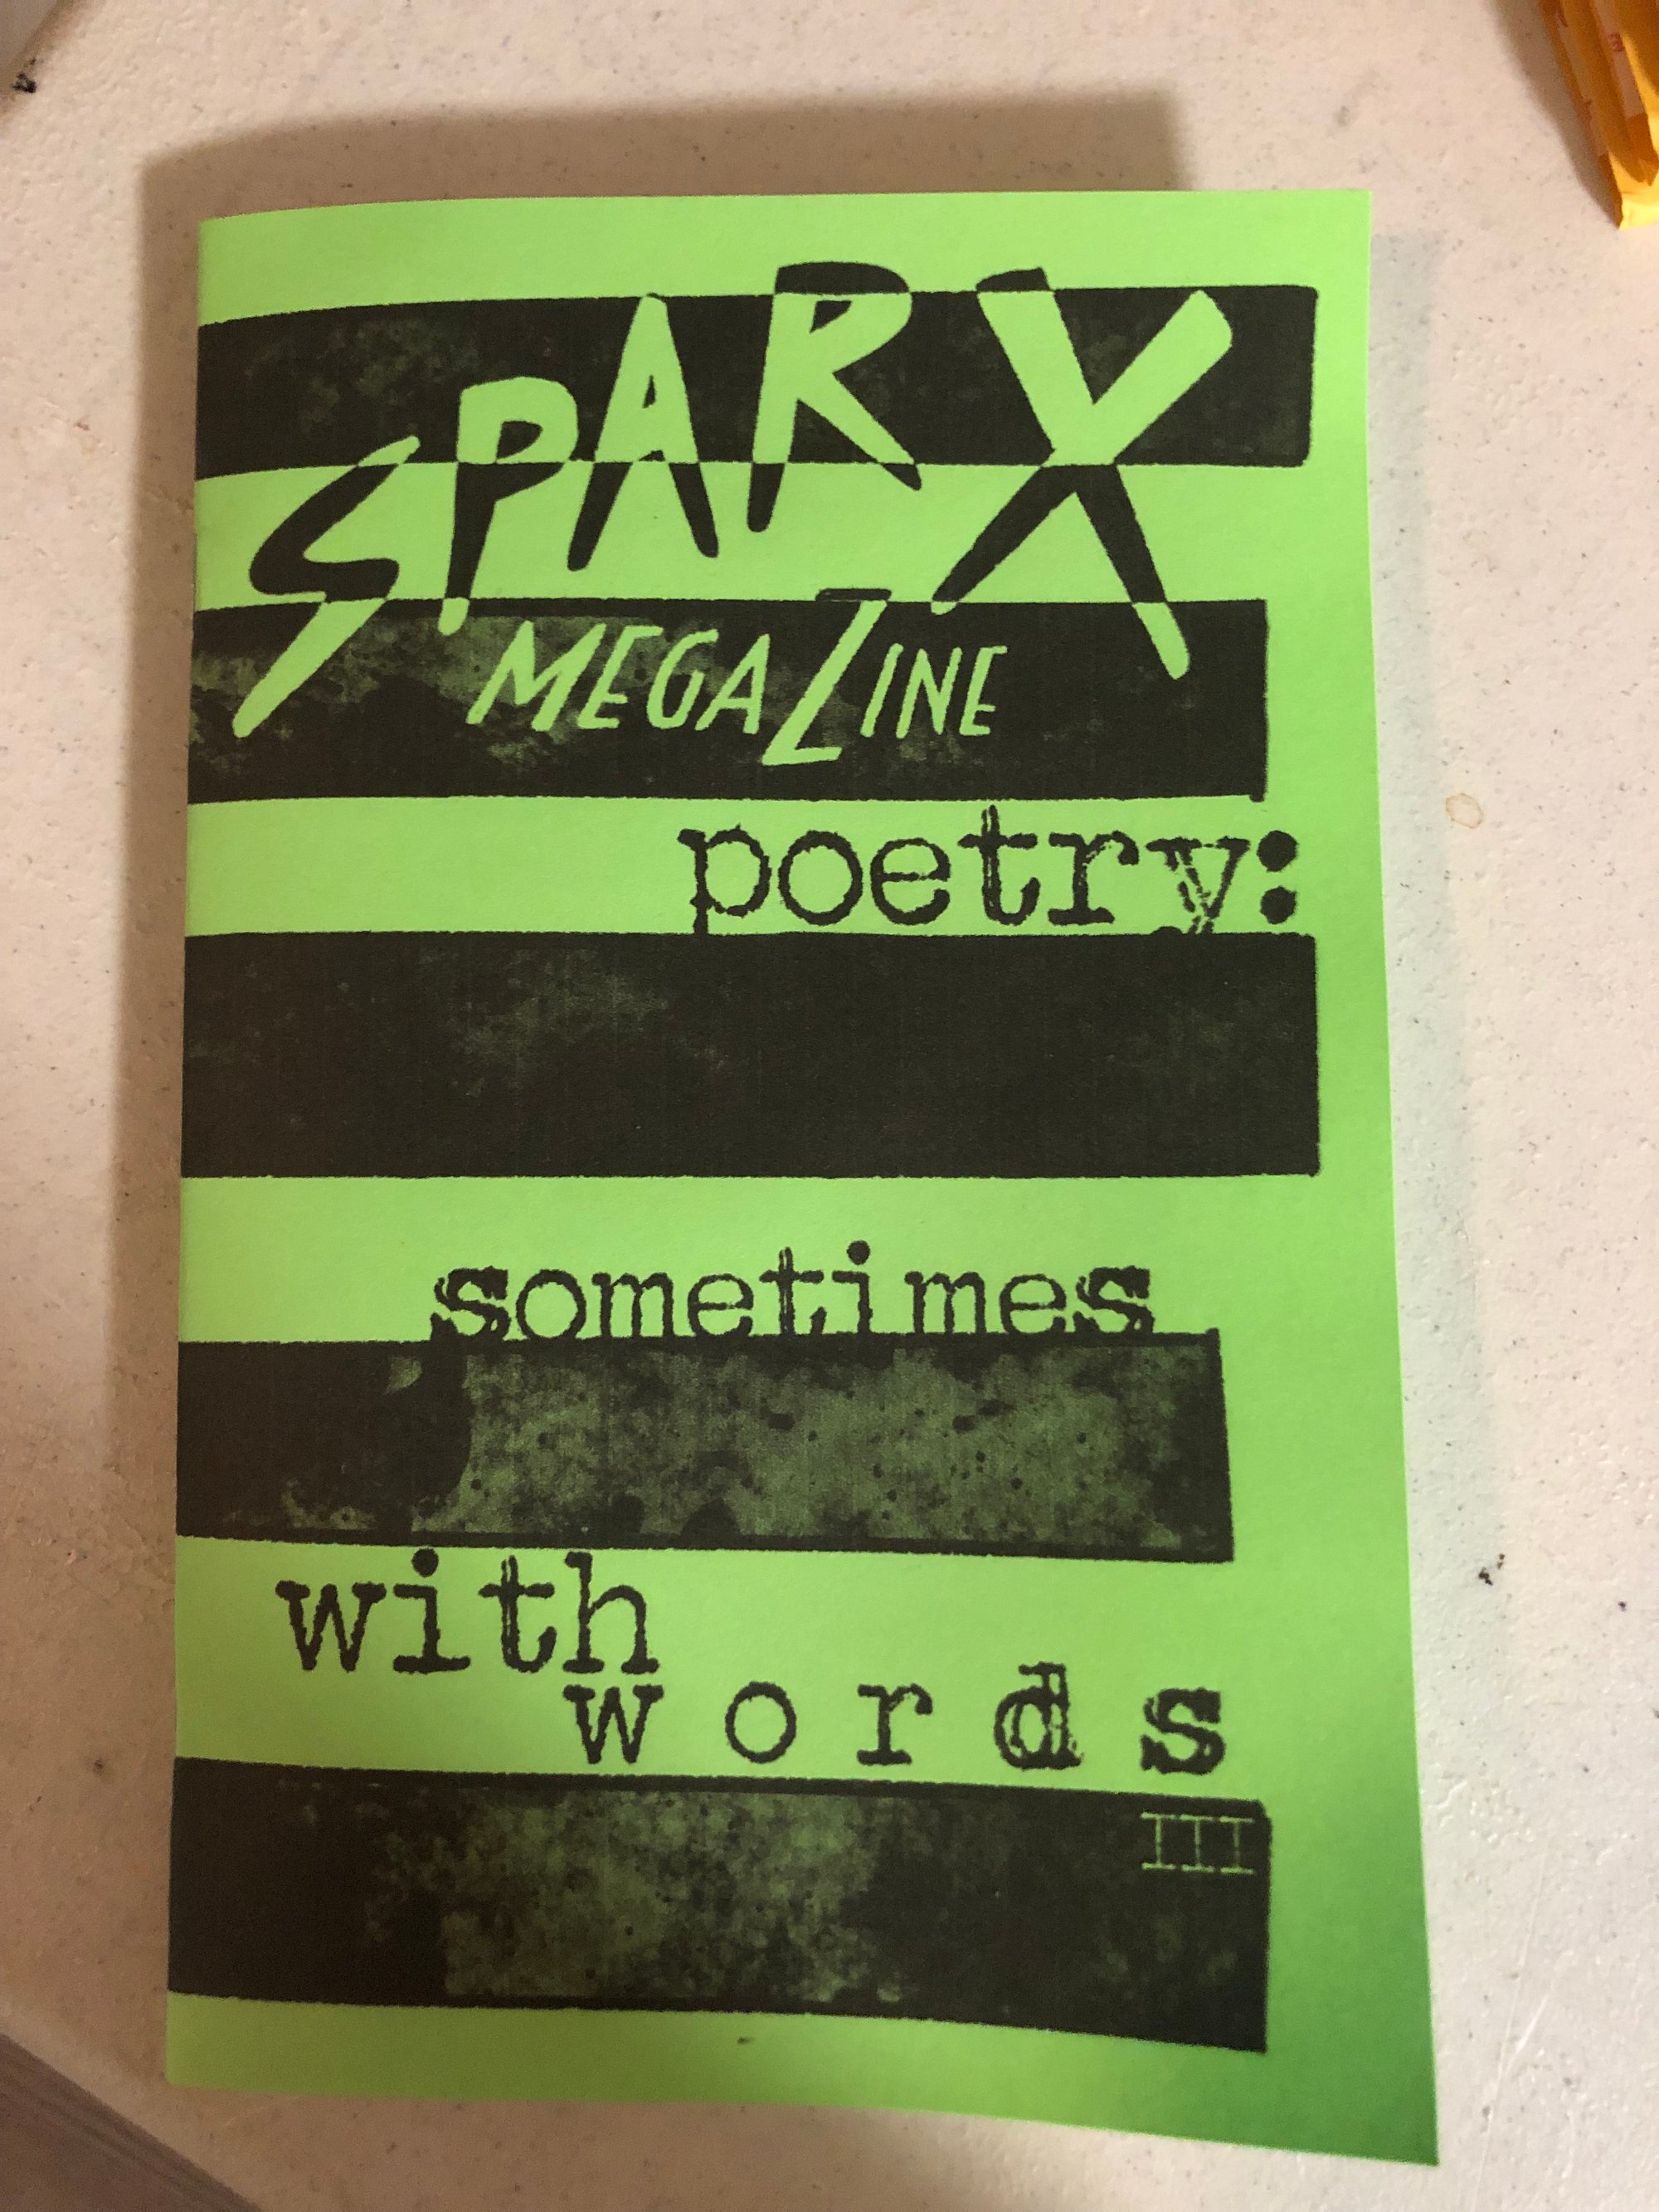 SPARX
MEGAZINE
poetry:
sometimes
with
words
III